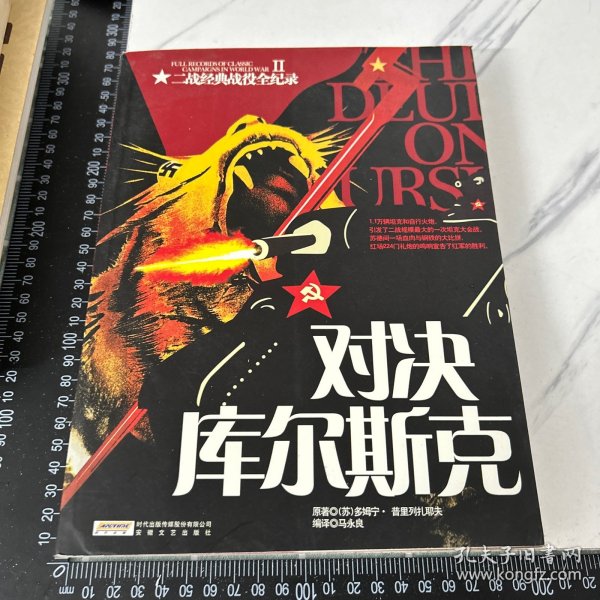 FULL RECORDS OF CLASSIC
CAMPAIGNS IN WORLD WAR II
二战经典战役全纪录
THE
DLUI
ON
URS
1.1万辆坦克和自行火炮,
引发了二战规模最大的一次坦克大会战,
苏德间一场血肉与钢铁的大比拼,
红场224门礼炮的鸣响宣告了红军的胜利。
对决
库尔斯克
原著◎(苏)多姆宁·普里列扎耶夫
编译◎马永良
时代出版传媒股份有限公司
安徽文艺出版社
孔夫子旧书网
www.kongfz.com